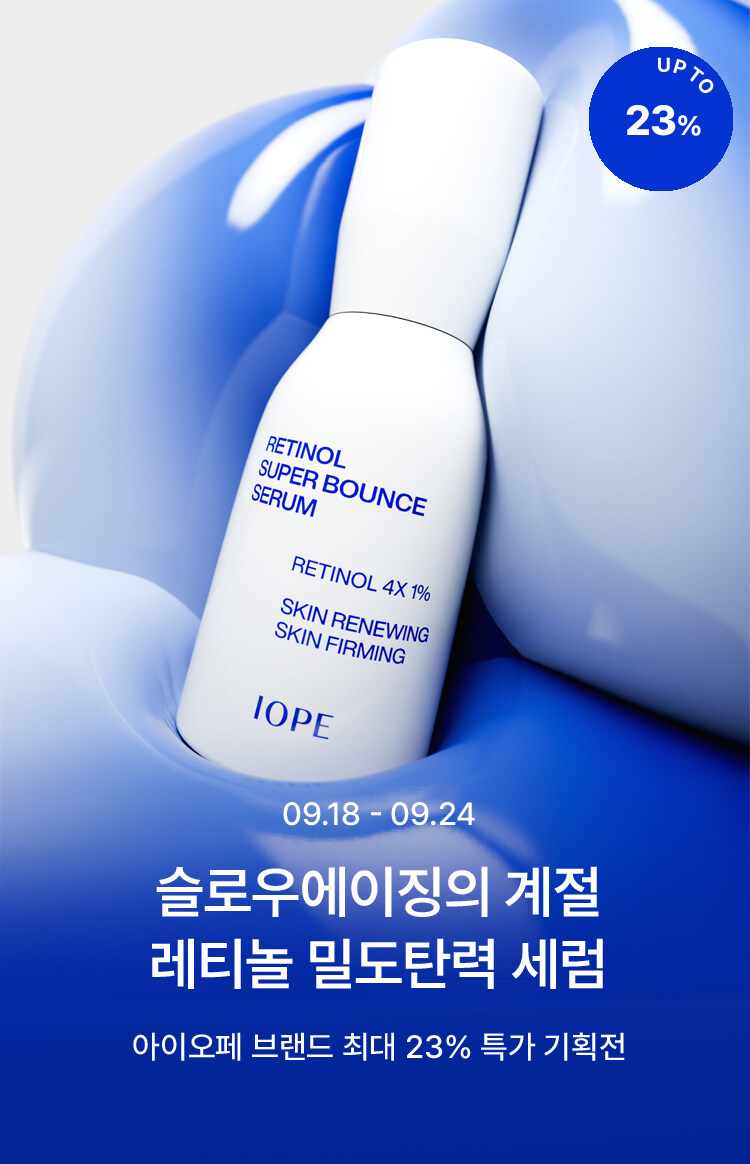 UP TO
23%
RETINOL
SUPER BOUNCE
SERUM
RETINOL 4X 1%
SKIN RENEWING
SKIN FIRMING
IOPE
09.18 - 09.24
슬로우에이징의 계절
레티놀 밀도탄력 세럼
아이오페 브랜드 최대 23% 특가 기획전